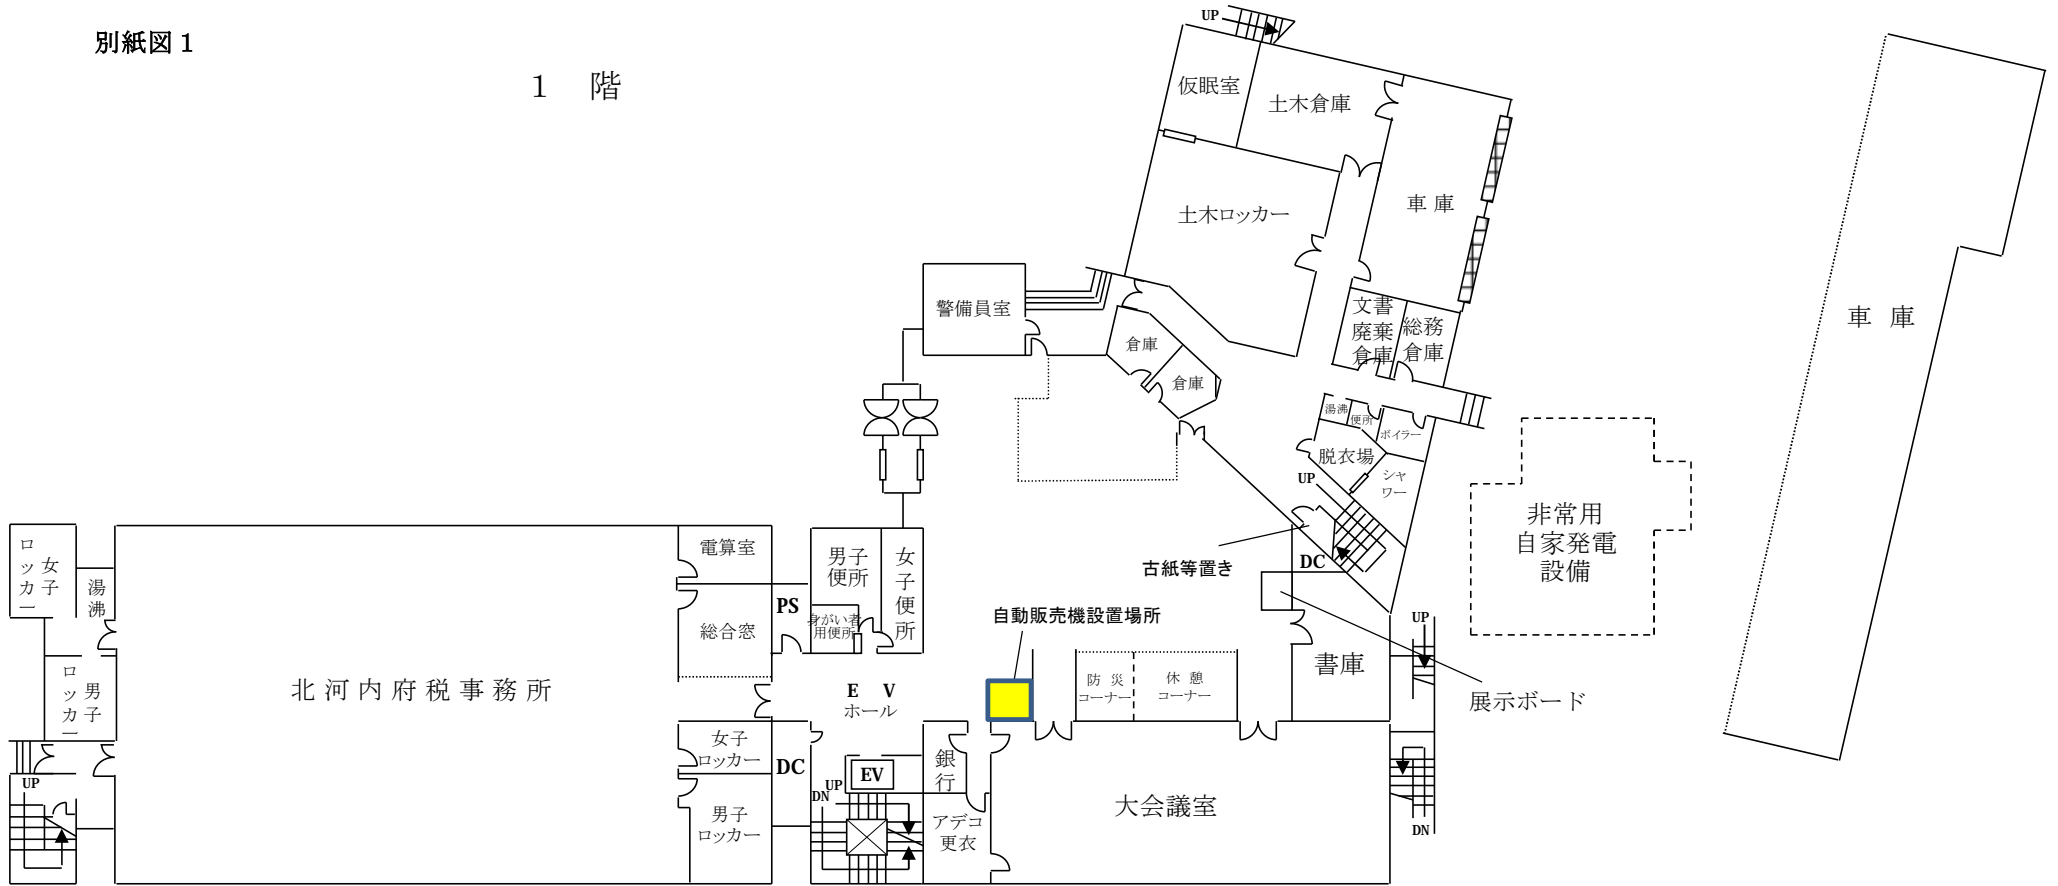 別紙図１
１　階
UP
仮眠室
土木倉庫
車 庫
土木ロッカー
警備員室
倉庫
倉庫
文書
廃棄
倉庫
総務
倉庫
車　庫
湯沸
便所
ボイラー
脱衣場
シャ
ワー
UP
非常用
自家発電
設備
古紙等置き
DC
自動販売機設置場所
女子
ロッカー
湯沸
男子
ロッカー
UP
北河内府税事務所
電算室
PS
総合窓
男子
便所
女子便所
身がい者
用便所
E　V
ホール
女子
ロッカー
DC
男子
ロッカー
EV
UP
DN
銀行
アデコ
更衣
防 災
コーナー
休 憩
コーナー
大会議室
書庫
UP
展示ボード
DN